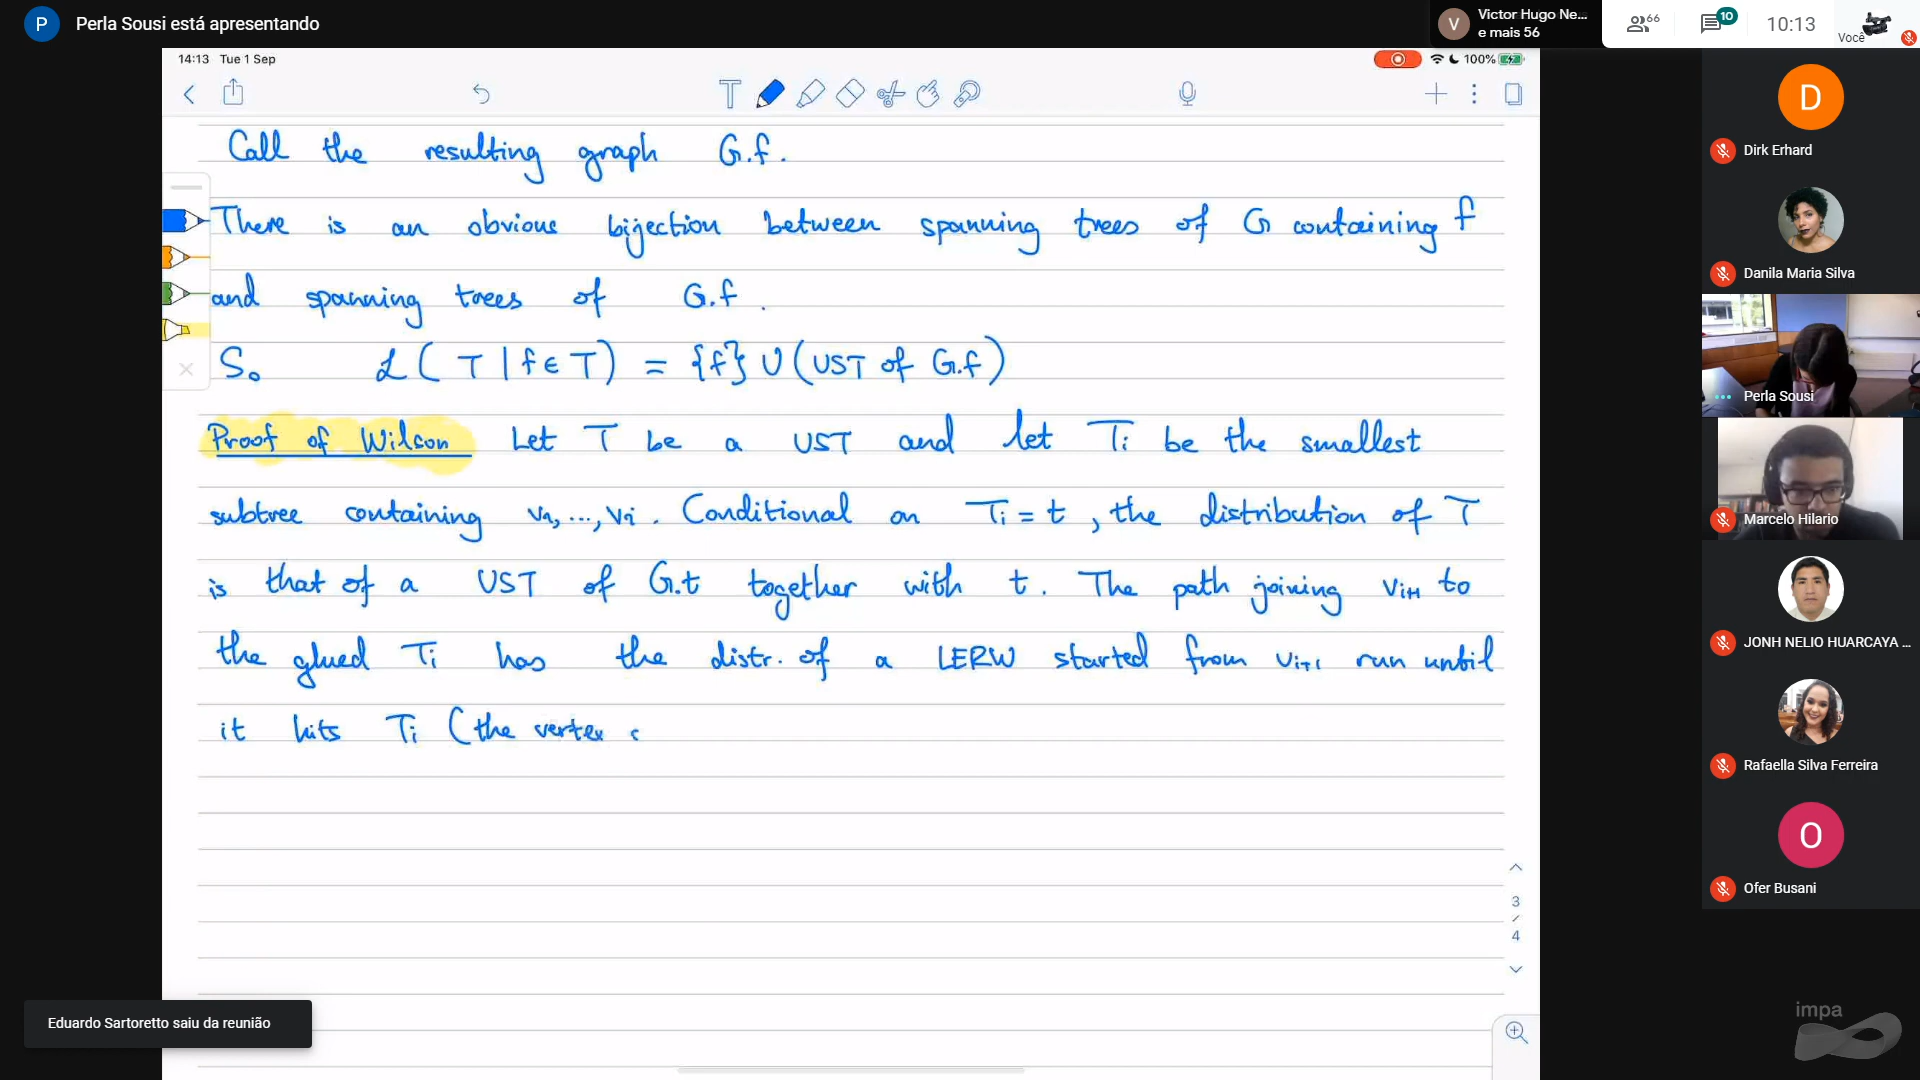 P Perla Sousi está apresentando
V Victor Hugo Ne...
e mais 56
66
10
10:13
Você
14:13 Tue 1 Sep
100%
Call the resulting graph G.f.
There is an obvious bijection between spanning trees of G containing f
and spanning trees of G.f.
So ℒ( T | f ∈ T) = {f} ∪ (UST of G.f)
Proof of Wilson Let T be a UST and let Ti be the smallest
subtree containing v1, ..., vi. Conditional on Ti = t, the distribution of T
is that of a UST of G.t together with t. The path joining vi+1 to
the glued Ti has the distr. of a LERW started from vi+1 run until
it hits Ti (the vertex
3
/
4
D
Dirk Erhard
Danila Maria Silva
Perla Sousi
Marcelo Hilario
JONH NELIO HUARCAYA ...
Rafaella Silva Ferreira
O
Ofer Busani
Eduardo Sartoretto saiu da reunião
impa